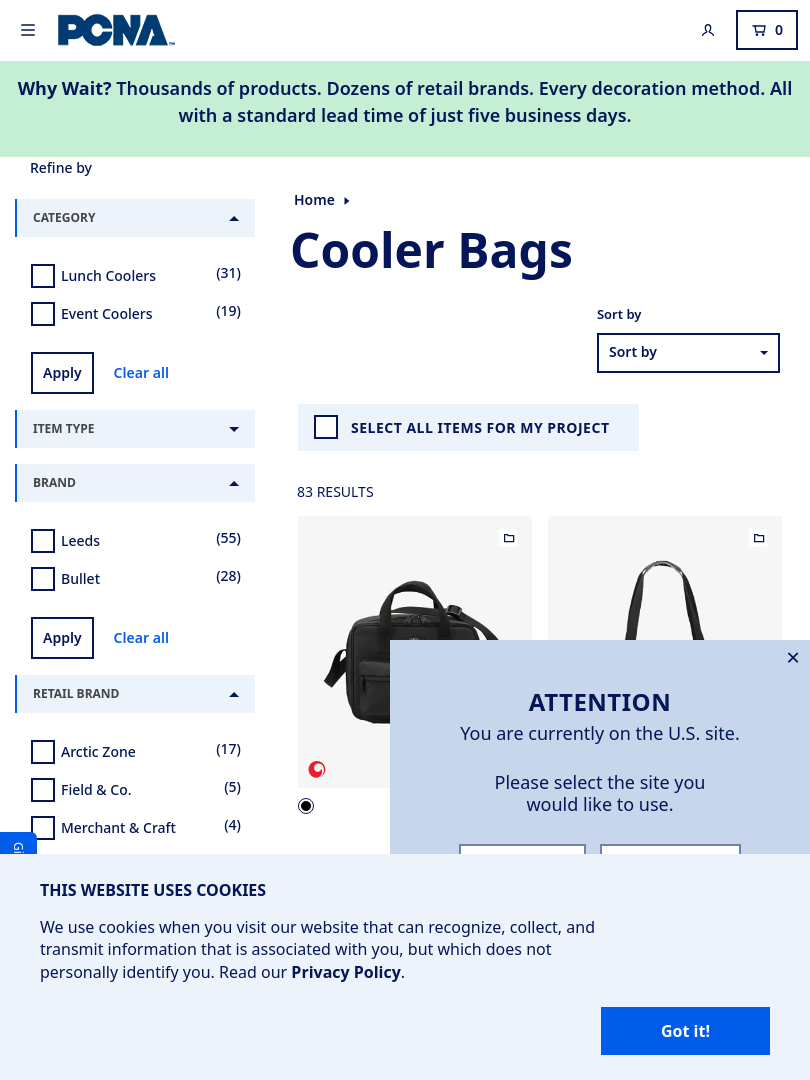 PCNA
0
Why Wait? Thousands of products. Dozens of retail brands. Every decoration method. All
with a standard lead time of just five business days.
Refine by
CATEGORY
Lunch Coolers (31)
Event Coolers (19)
Apply Clear all
ITEM TYPE
BRAND
Leeds (55)
Bullet (28)
Apply Clear all
RETAIL BRAND
Arctic Zone (17)
Field & Co. (5)
Merchant & Craft (4)
Home
Cooler Bags
Sort by
Sort by
SELECT ALL ITEMS FOR MY PROJECT
83 RESULTS
ATTENTION
You are currently on the U.S. site.
Please select the site you
would like to use.
THIS WEBSITE USES COOKIES
We use cookies when you visit our website that can recognize, collect, and
transmit information that is associated with you, but which does not
personally identify you. Read our Privacy Policy.
Got it!